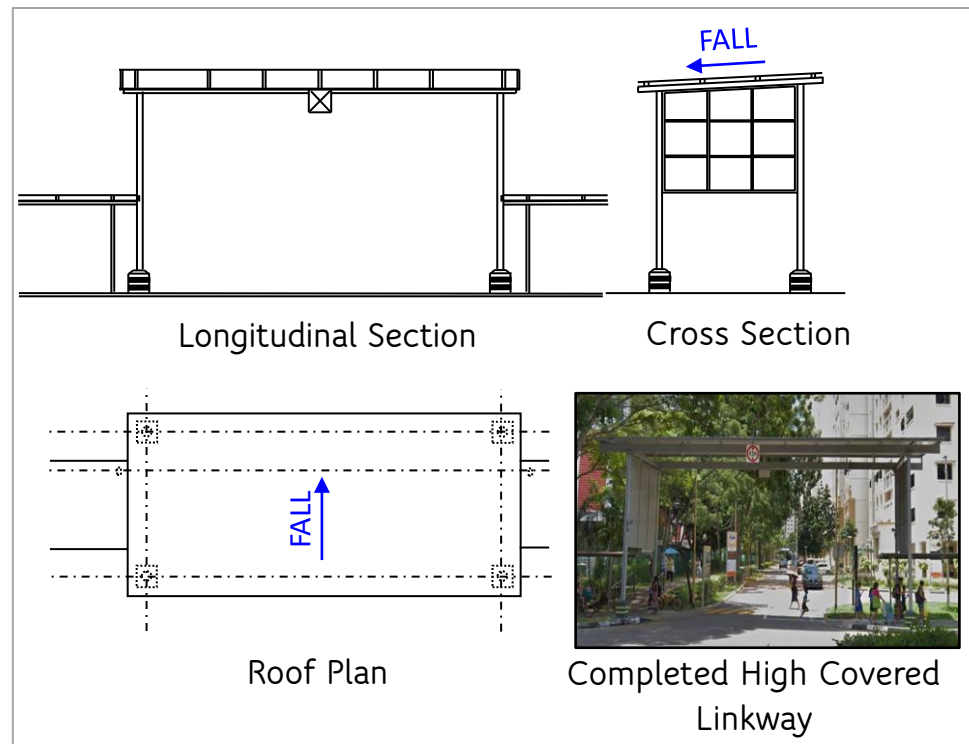 FALL
Longitudinal Section
Cross Section
FALL
Roof Plan
Completed High Covered
Linkway